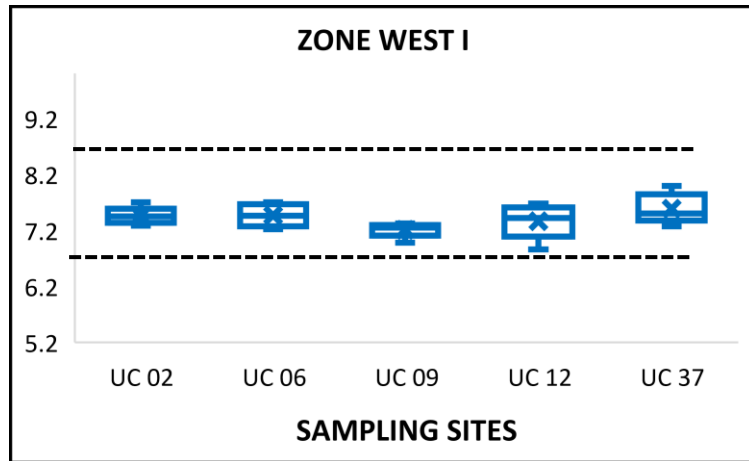 ZONE WEST I
9.2
8.2
7.2
6.2
5.2
UC 02 UC 06 UC 09 UC 12 UC 37
SAMPLING SITES